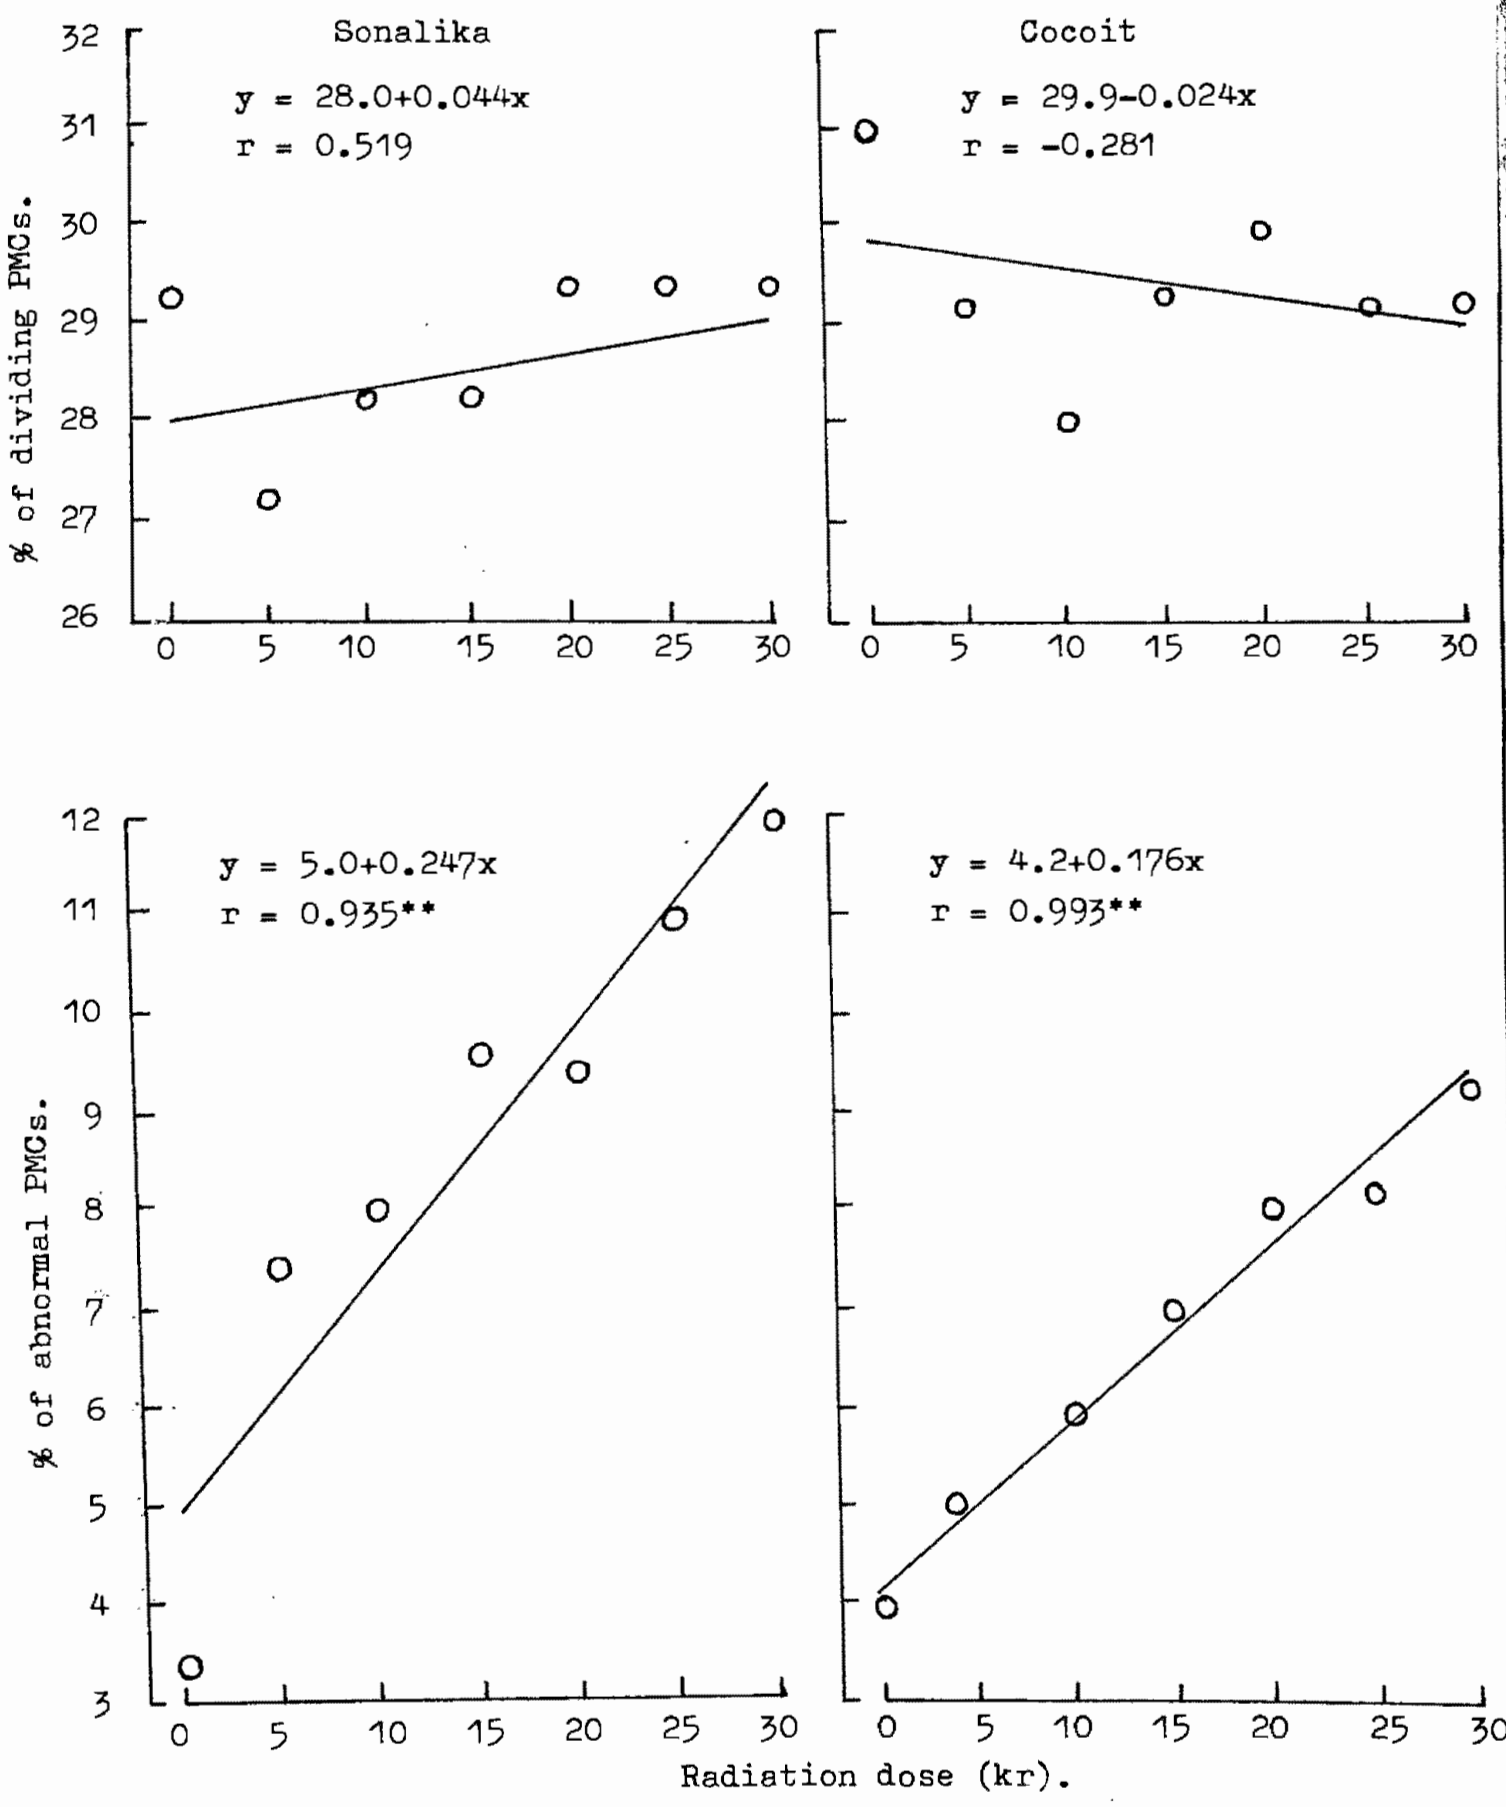 Sonalika
y = 28.0+0.044x
r = 0.519
% of dividing PMCs.
32
31
30
29
28
27
26
0 5 10 15 20 25 30
Cocoit
y = 29.9-0.024x
r = -0.281
0 5 10 15 20 25 30
y = 5.0+0.247x
r = 0.935**
% of abnormal PMCs.
12
11
10
9
8
7
6
5
4
3
0 5 10 15 20 25 30
y = 4.2+0.176x
r = 0.993**
0 5 10 15 20 25 30
Radiation dose (kr).